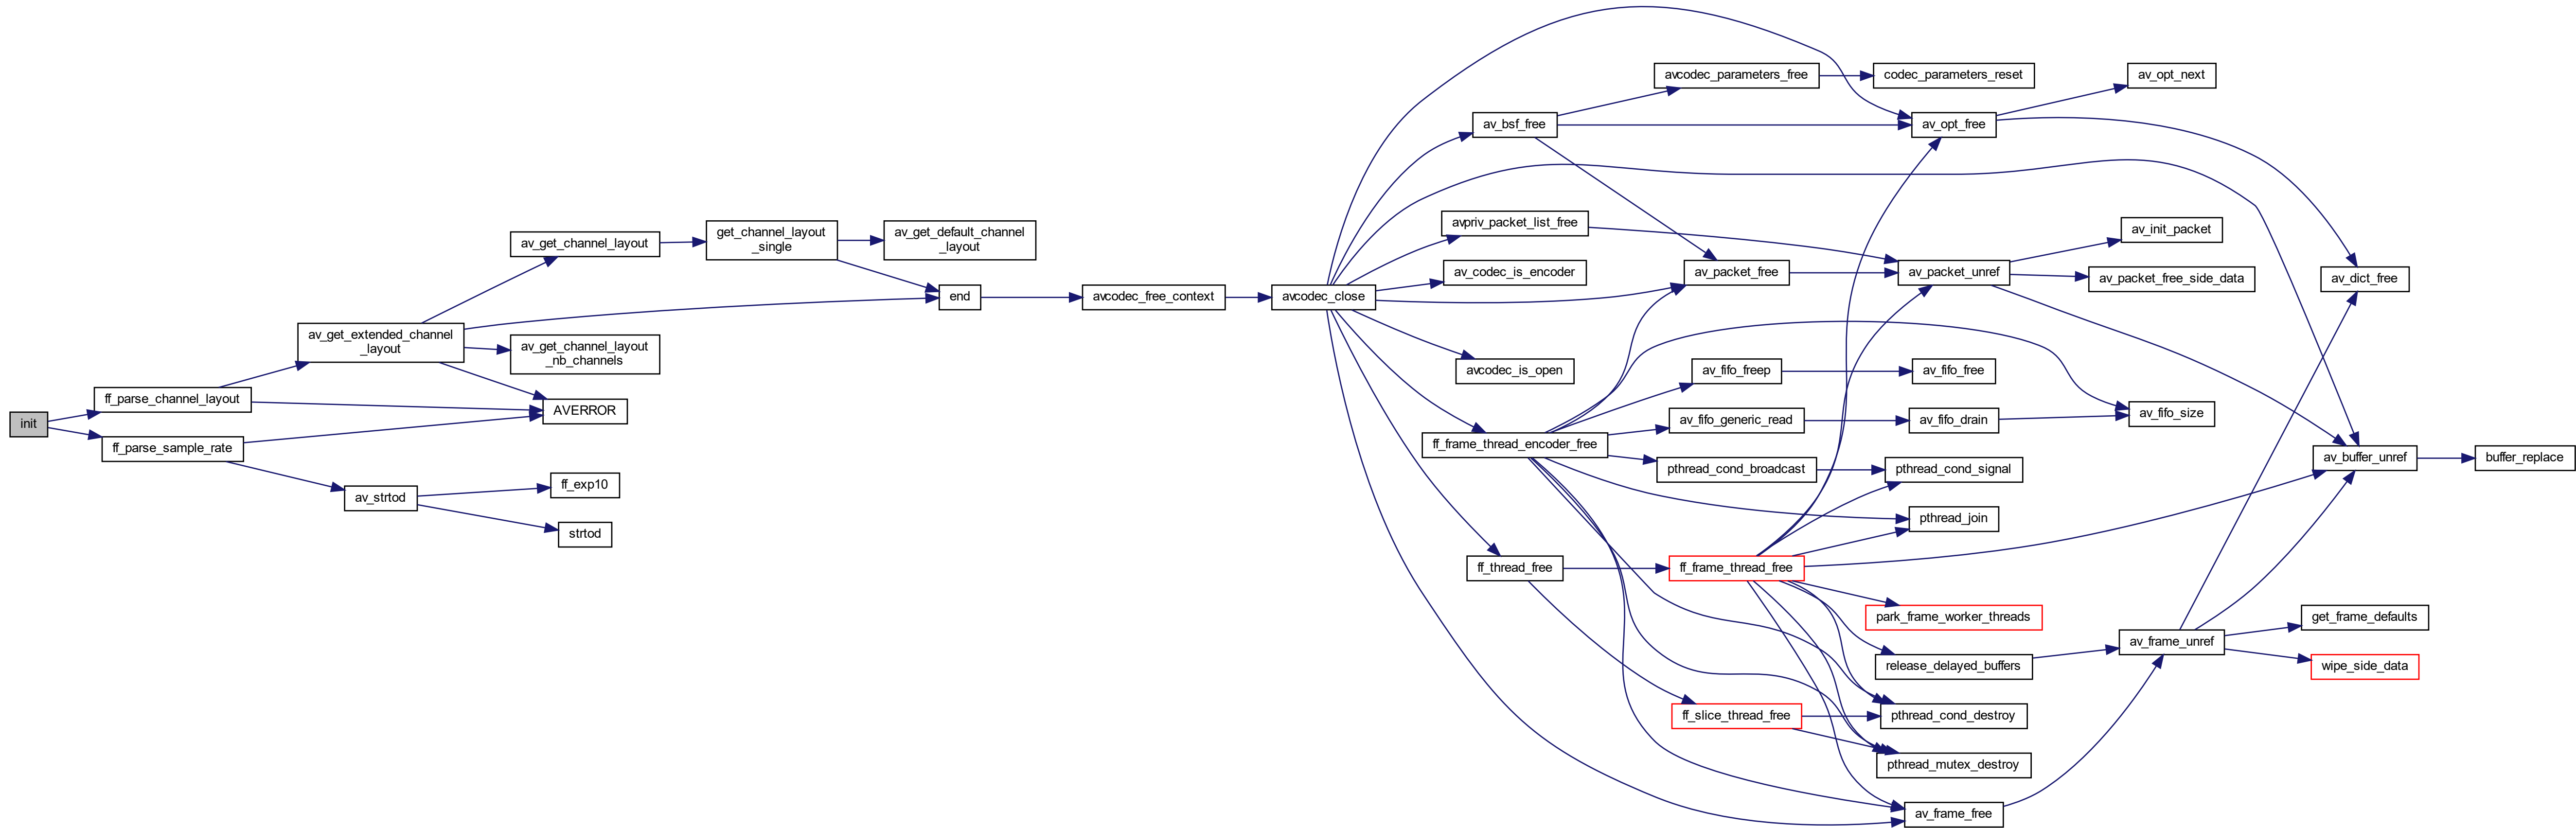 init
ff_parse_channel_layout
ff_parse_sample_rate
av_get_extended_channel
_layout
av_strtod
av_get_channel_layout
av_get_channel_layout
_nb_channels
AVERROR
ff_exp10
strtod
get_channel_layout
_single
av_get_default_channel
_layout
end
avcodec_free_context
avcodec_close
av_bsf_free
avpriv_packet_list_free
av_codec_is_encoder
avcodec_is_open
ff_frame_thread_encoder_free
ff_thread_free
avcodec_parameters_free
av_packet_free
av_fifo_freep
av_fifo_generic_read
pthread_cond_broadcast
ff_frame_thread_free
ff_slice_thread_free
codec_parameters_reset
av_opt_free
av_packet_unref
av_fifo_free
av_fifo_drain
pthread_cond_signal
pthread_join
park_frame_worker_threads
release_delayed_buffers
pthread_cond_destroy
pthread_mutex_destroy
av_frame_free
av_opt_next
av_init_packet
av_packet_free_side_data
av_fifo_size
av_frame_unref
av_dict_free
av_buffer_unref
get_frame_defaults
wipe_side_data
buffer_replace